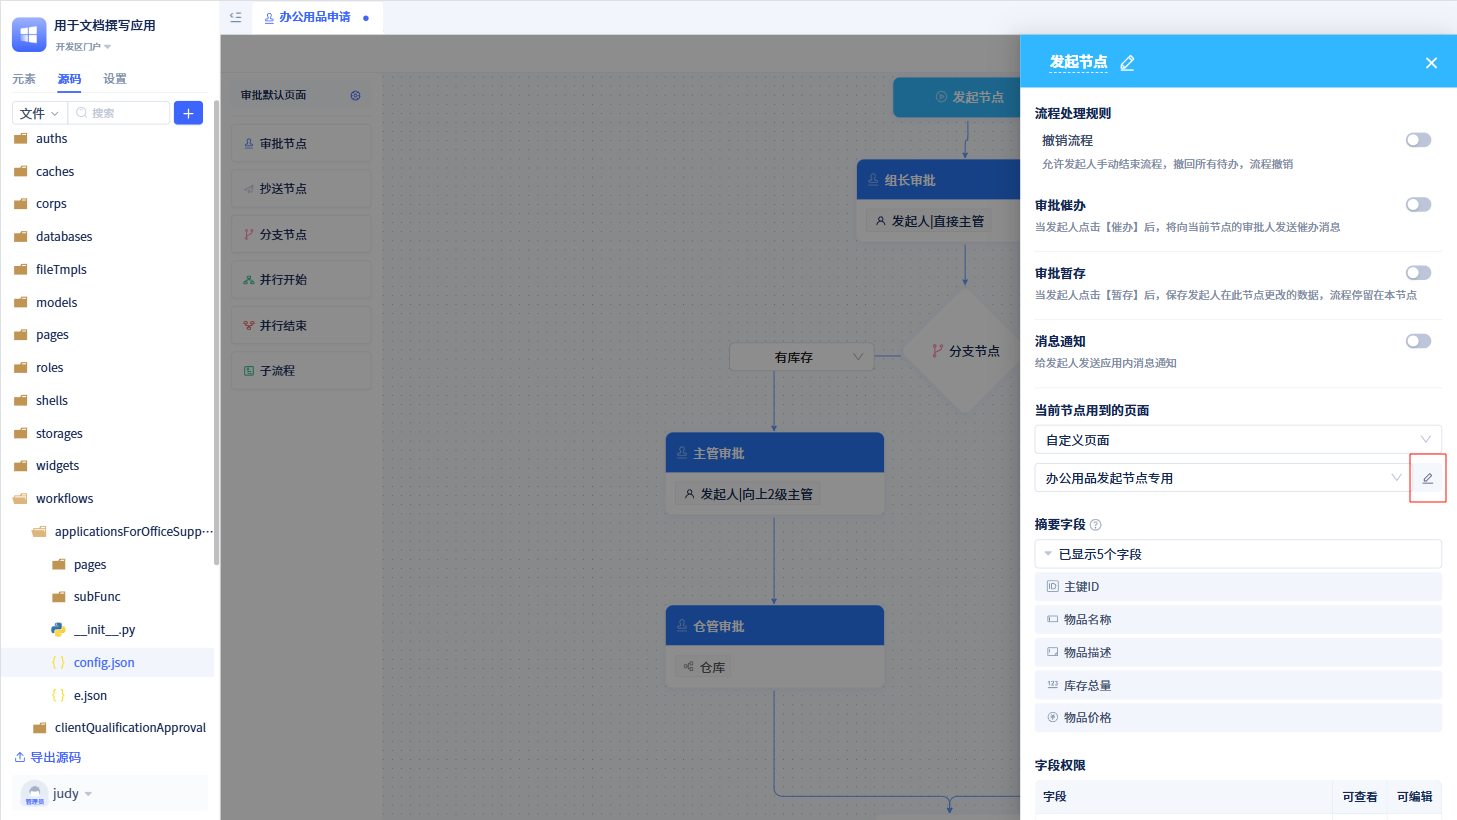 用于文档撰写应用
开发区门户
元素
源码
设置
文件
搜索
auths
caches
corps
databases
fileTmpls
models
pages
roles
shells
storages
widgets
workflows
applicationsForOfficeSupp···
pages
subFunc
__init__.py
config.json
e.json
clientQualificationApproval
导出源码
管理员
judy
办公用品申请
审批默认页面
审批节点
抄送节点
分支节点
并行开始
并行结束
子流程
发起节点
组长审批
发起人|直接主管
有库存
分支节点
主管审批
发起人|向上2级主管
仓管审批
仓库
发起节点
流程处理规则
撤销流程
允许发起人手动结束流程，撤回所有待办，流程撤销
审批催办
当发起人点击【催办】后，将向当前节点的审批人发送催办消息
审批暂存
当发起人点击【暂存】后，保存发起人在此节点更改的数据，流程停留在本节点
消息通知
给发起人发送应用内消息通知
当前节点用到的页面
自定义页面
办公用品发起节点专用
摘要字段
已显示5个字段
ID 主键ID
物品名称
物品描述
123 库存总量
物品价格
字段权限
字段
可查看
可编辑